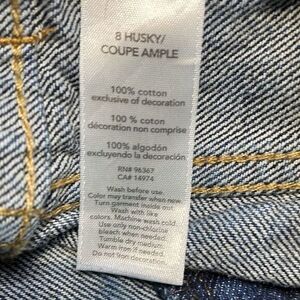 8 HUSKY/
COUPE AMPLE
100% cotton
exclusive of decoration
100 % coton
décoration non comprise
100% algodón
excluyendo la decoración
RN# 96367
CA# 14974
Wash before use.
Color may transfer when new.
Turn garment inside out.
Wash with like
colors. Machine wash cold.
Use only non-chlorine
bleach when needed.
Tumble dry medium.
Warm iron if needed.
Do not iron decoration.